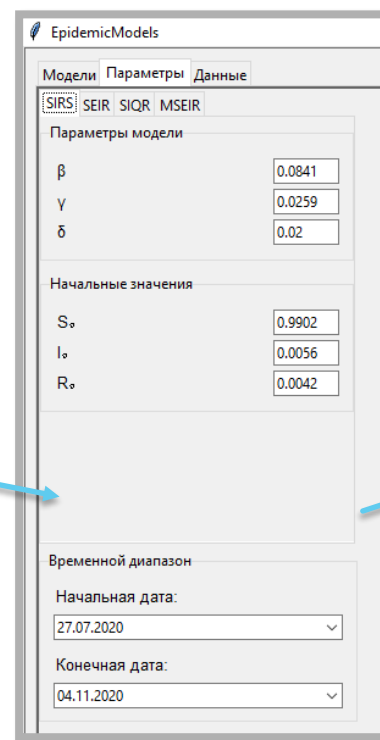 EpidemicModels
Модели Параметры Данные
SIRS SEIR SIQR MSEIR
Параметры модели
β 0.0841
γ 0.0259
δ 0.02
Начальные значения
S₀ 0.9902
I₀ 0.0056
R₀ 0.0042
Временной диапазон
Начальная дата:
27.07.2020
Конечная дата:
04.11.2020